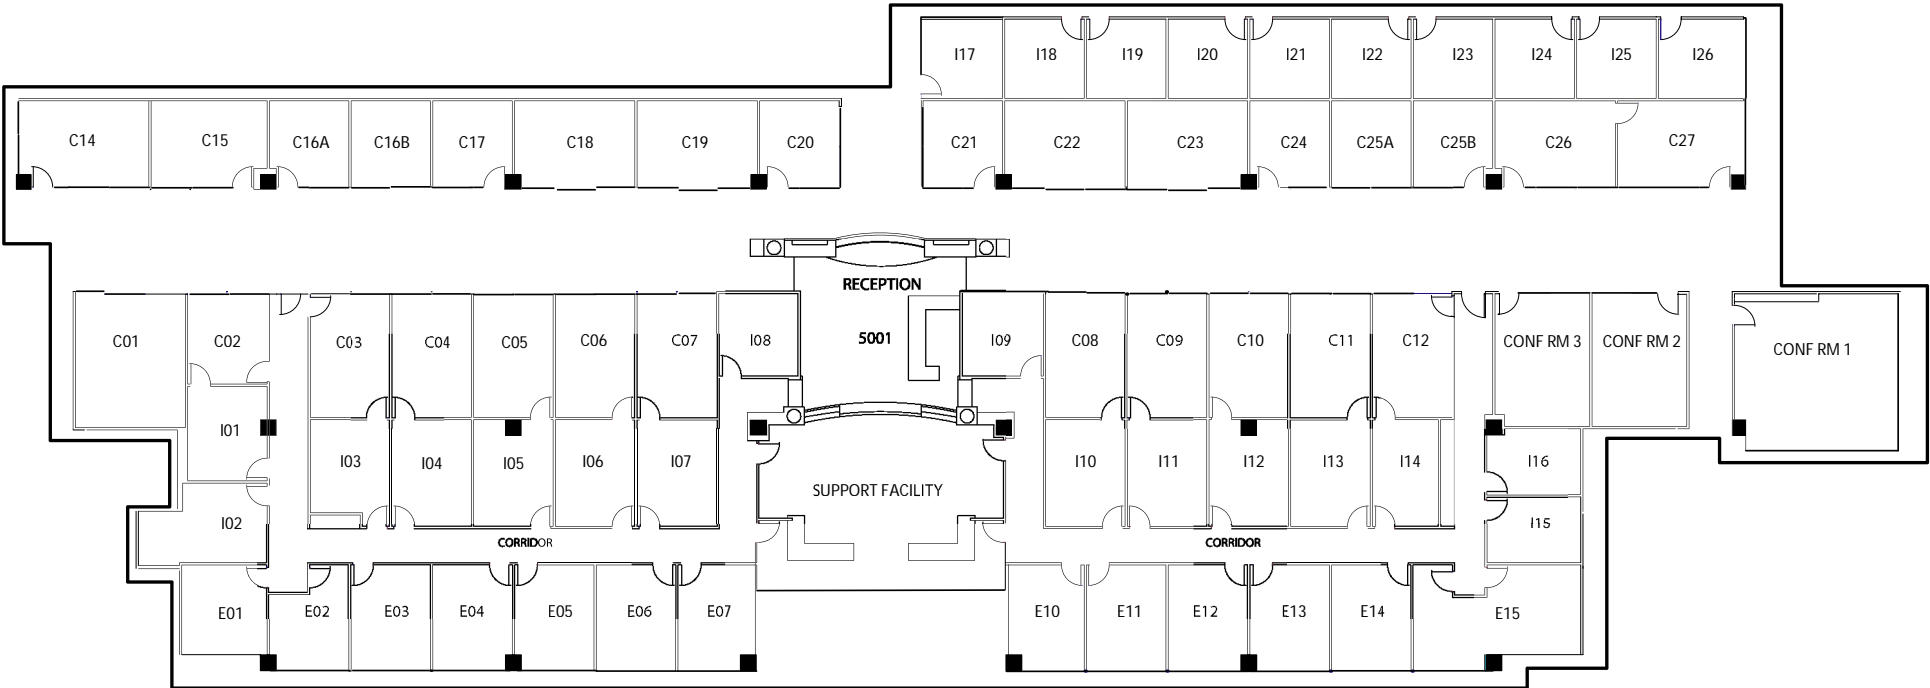 I17 I18 I19 I20 I21 I22 I23 I24 I25 I26
C14 C15 C16A C16B C17 C18 C19 C20 C21 C22 C23 C24 C25A C25B C26 C27
RECEPTION
5001
C01 C02 C03 C04 C05 C06 C07 I08 I09 C08 C09 C10 C11 C12 CONF RM 3 CONF RM 2 CONF RM 1
I01 I03 I04 I05 I06 I07 I10 I11 I12 I13 I14 I16
SUPPORT FACILITY
I02 I15
CORRIDOR CORRIDOR
E01 E02 E03 E04 E05 E06 E07 E10 E11 E12 E13 E14 E15